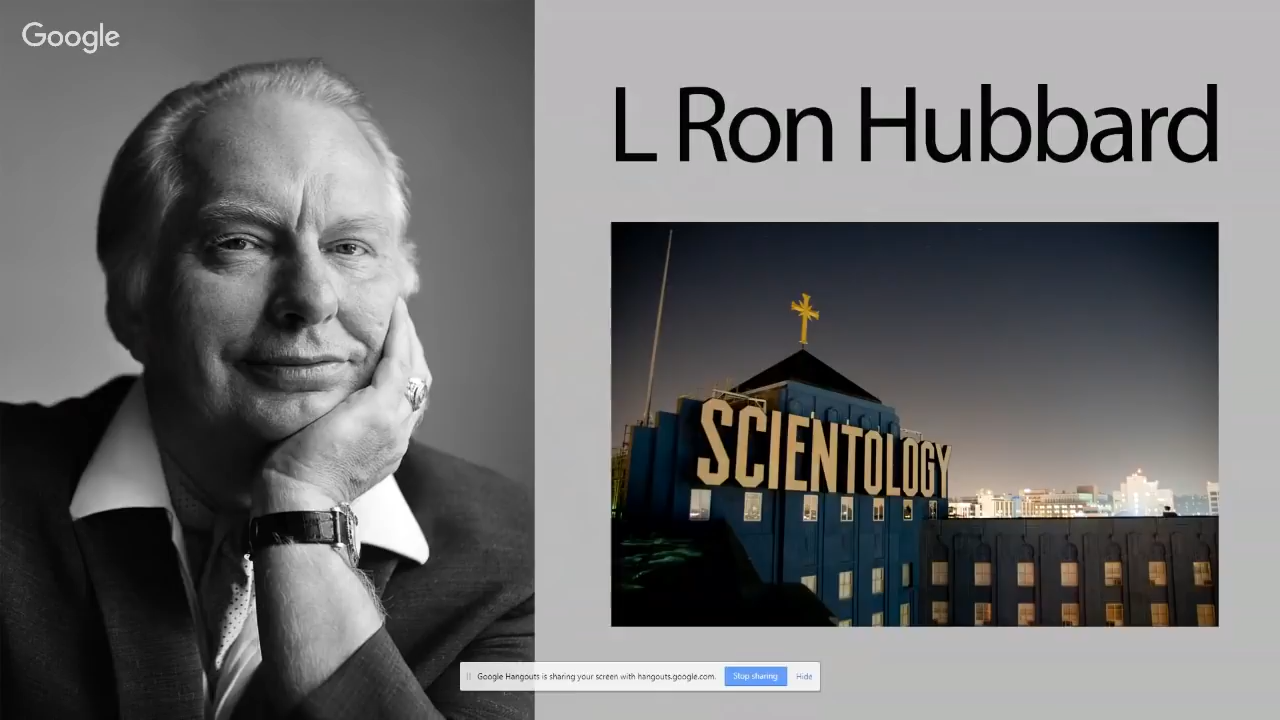 Google
L Ron Hubbard
SCIENTOLOGY
Google Hangouts is sharing your screen with hangouts.google.com.
Stop sharing
Hide